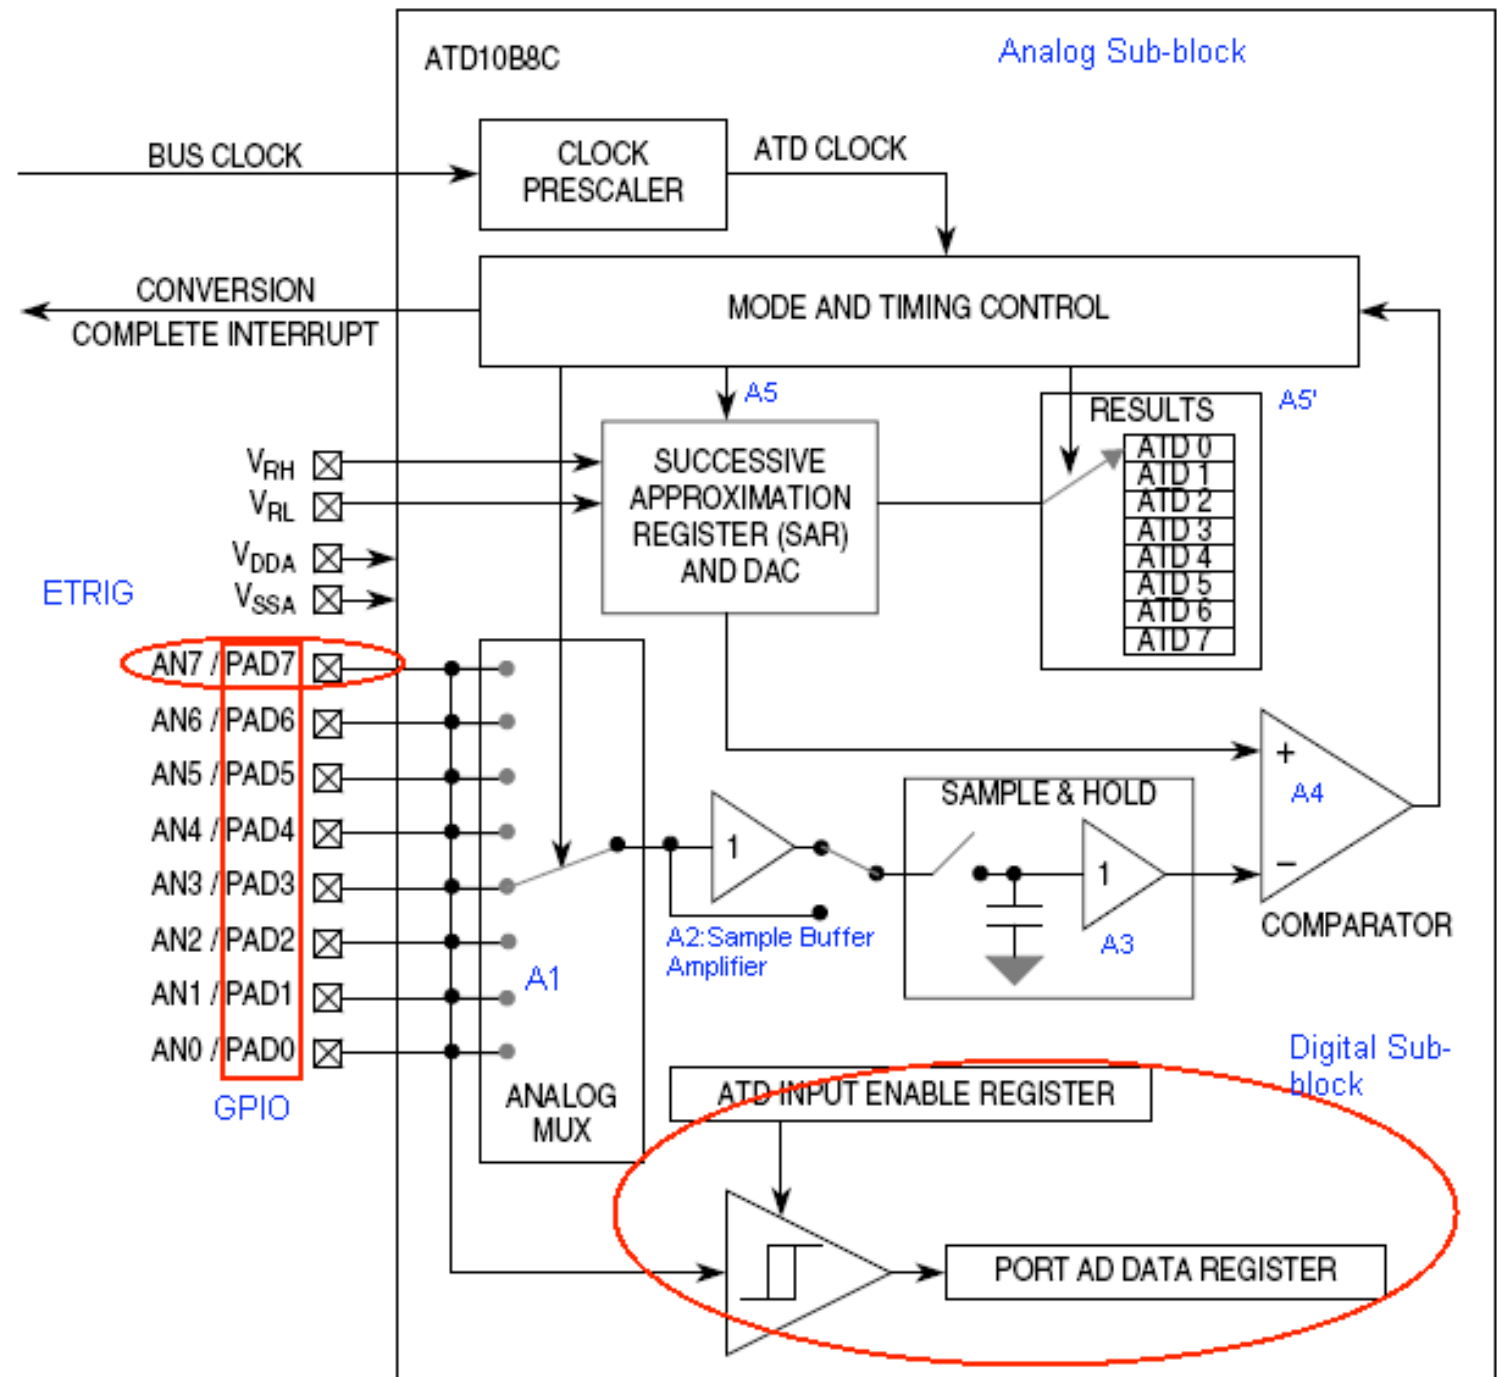 ATD10B8C
Analog Sub-block
BUS CLOCK
CLOCK
PRESCALER
ATD CLOCK
CONVERSION
COMPLETE INTERRUPT
MODE AND TIMING CONTROL
A5
A5'
RESULTS
ATD 0
ATD 1
ATD 2
ATD 3
ATD 4
ATD 5
ATD 6
ATD 7
VRH
VRL
VDDA
VSSA
SUCCESSIVE
APPROXIMATION
REGISTER (SAR)
AND DAC
ETRIG
AN7 / PAD7
AN6 / PAD6
AN5 / PAD5
AN4 / PAD4
AN3 / PAD3
AN2 / PAD2
AN1 / PAD1
AN0 / PAD0
GPIO
A1
ANALOG
MUX
1
A2:Sample Buffer
Amplifier
SAMPLE & HOLD
1
A3
+
A4
−
COMPARATOR
Digital Sub-
block
ATD INPUT ENABLE REGISTER
PORT AD DATA REGISTER